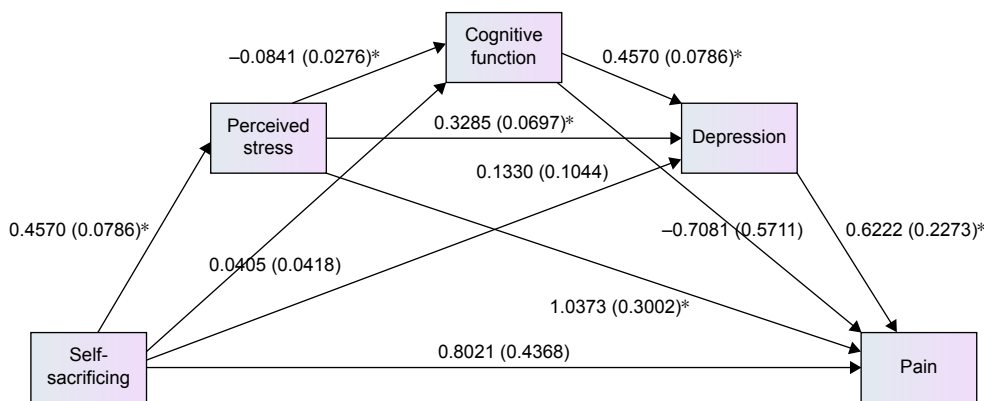 Cognitive
function
–0.0841 (0.0276)*
0.4570 (0.0786)*
Perceived
stress
0.3285 (0.0697)*
Depression
0.1330 (0.1044)
0.4570 (0.0786)*
–0.7081 (0.5711)
0.6222 (0.2273)*
0.0405 (0.0418)
1.0373 (0.3002)*
Self-
sacrificing
0.8021 (0.4368)
Pain